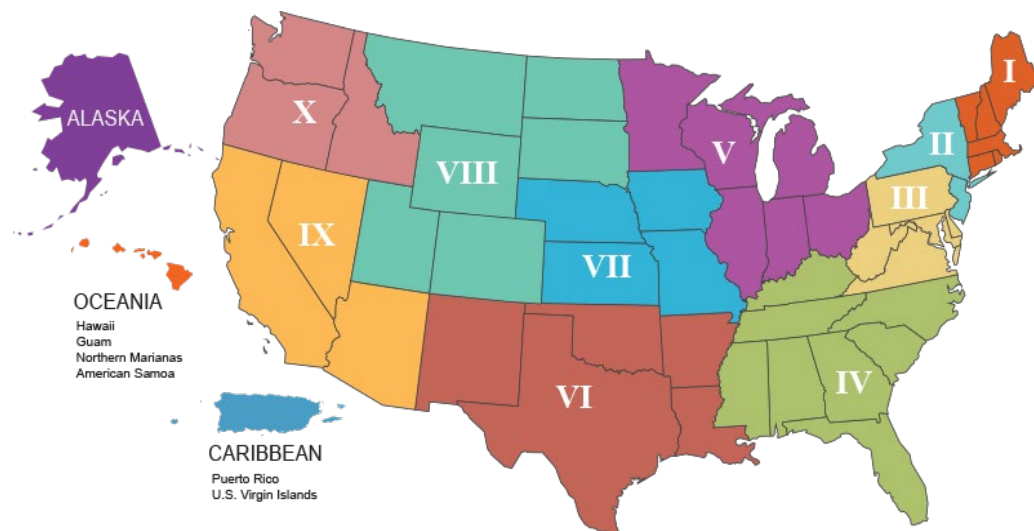 I
II
III
V
X
VIII
IX
VII
VI
IV
ALASKA
OCEANIA
Hawaii
Guam
Northern Marianas
American Samoa
CARIBBEAN
Puerto Rico
U.S. Virgin Islands